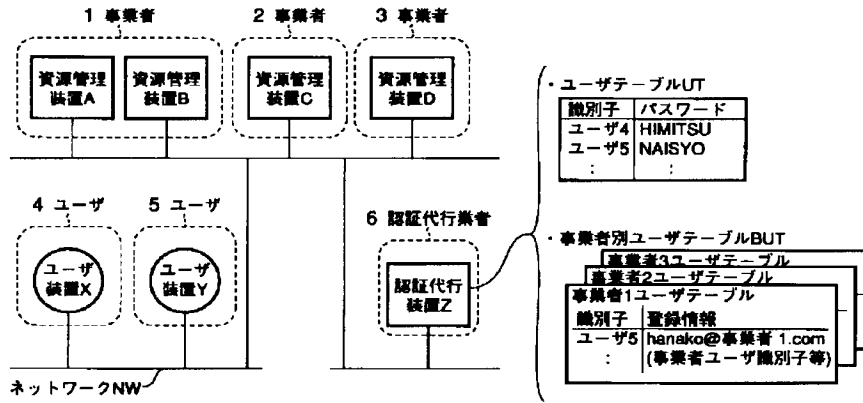 1 事業者
2 事業者
3 事業者
資源管理
装置A
資源管理
装置B
資源管理
装置C
資源管理
装置D
4 ユーザ
5 ユーザ
6 認証代行業者
ユーザ
装置X
ユーザ
装置Y
認証代行
装置Z
ネットワークNW
・ユーザテーブルUT
識別子 パスワード
ユーザ4 HIMITSU
ユーザ5 NAISYO
: :
・事業者別ユーザテーブルBUT
事業者3ユーザテーブル
事業者2ユーザテーブル
事業者1ユーザテーブル
識別子 登録情報
ユーザ5 hanako@事業者1.com
: (事業者ユーザ識別子等)